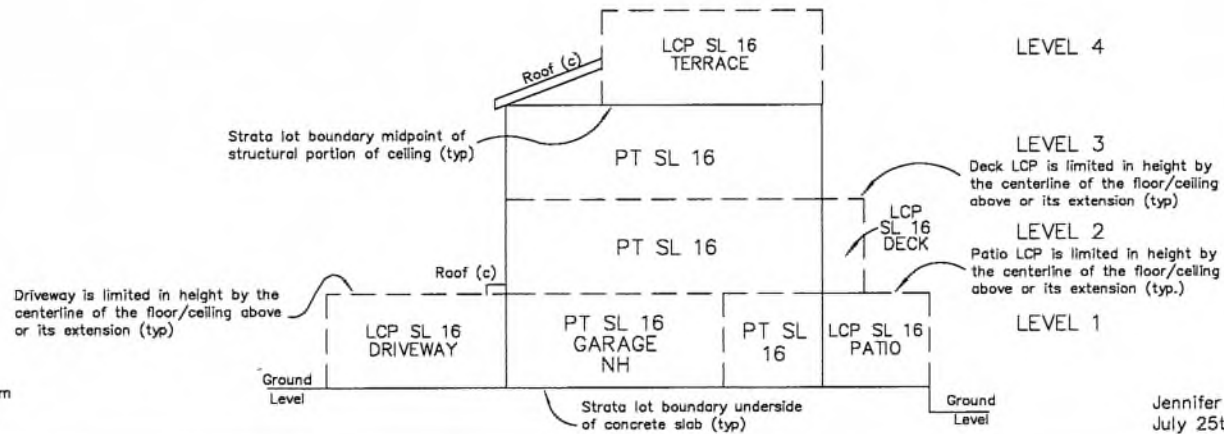 LCP SL 16
TERRACE
LEVEL 4
Roof (c)
Strata lot boundary midpoint of
structural portion of ceiling (typ)
PT SL 16
LEVEL 3
Deck LCP is limited in height by
the centerline of the floor/ceiling
above or its extension (typ)
PT SL 16
LCP
SL 16
DECK
LEVEL 2
Patio LCP is limited in height by
the centerline of the floor/ceiling
above or its extension (typ.)
Roof (c)
Driveway is limited in height by the
centerline of the floor/ceiling above
or its extension (typ)
LCP SL 16
DRIVEWAY
PT SL 16
GARAGE
NH
PT SL
16
LCP SL 16
PATIO
LEVEL 1
Ground
Level
Strata lot boundary underside
of concrete slab (typ)
Ground
Level
Jennifer
July 25t